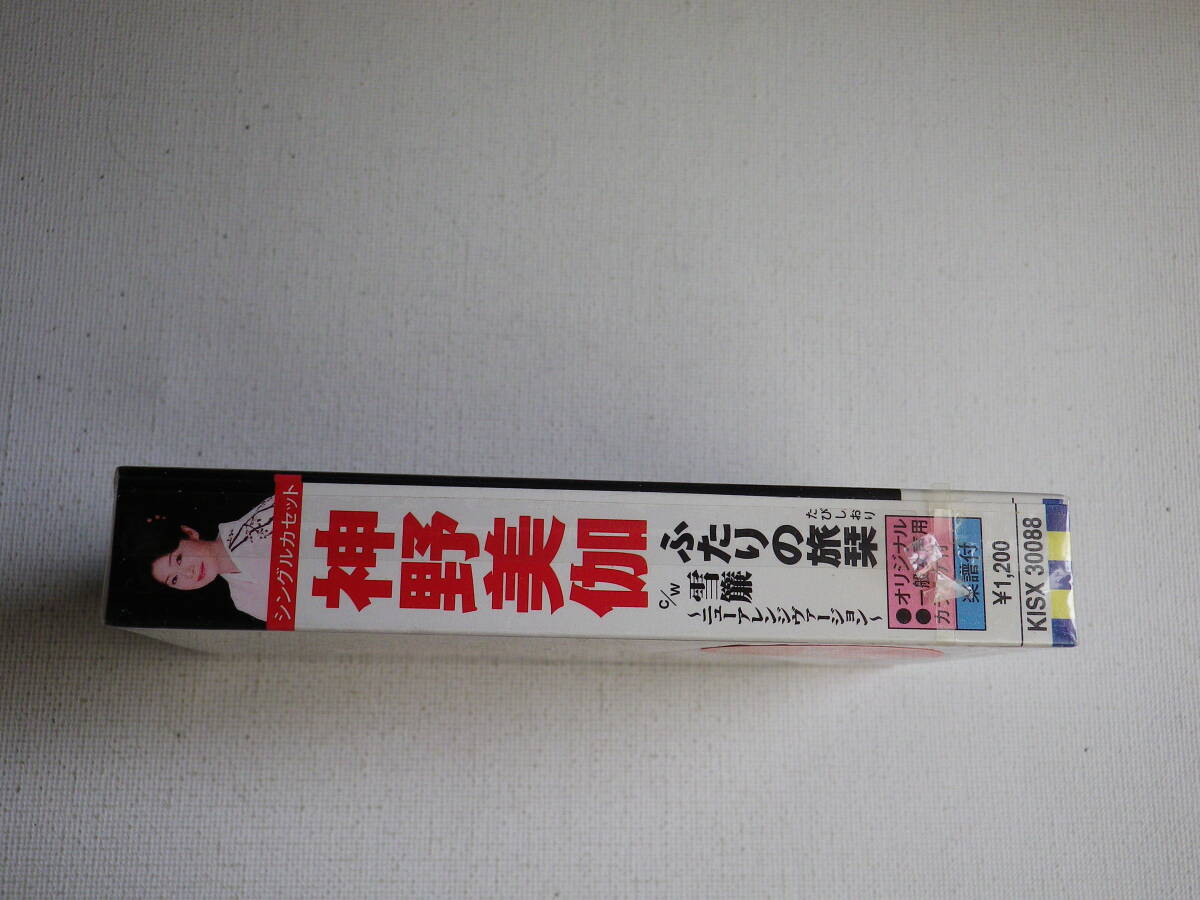 シングルカセット
神野美伽
たびしおり
ふたりの旅栞
c/w雪簾
～ニューアレンジヴァージョン～
●オリジナル
●一般 用
カラ 付
楽譜付
¥1,200
KISX 30088